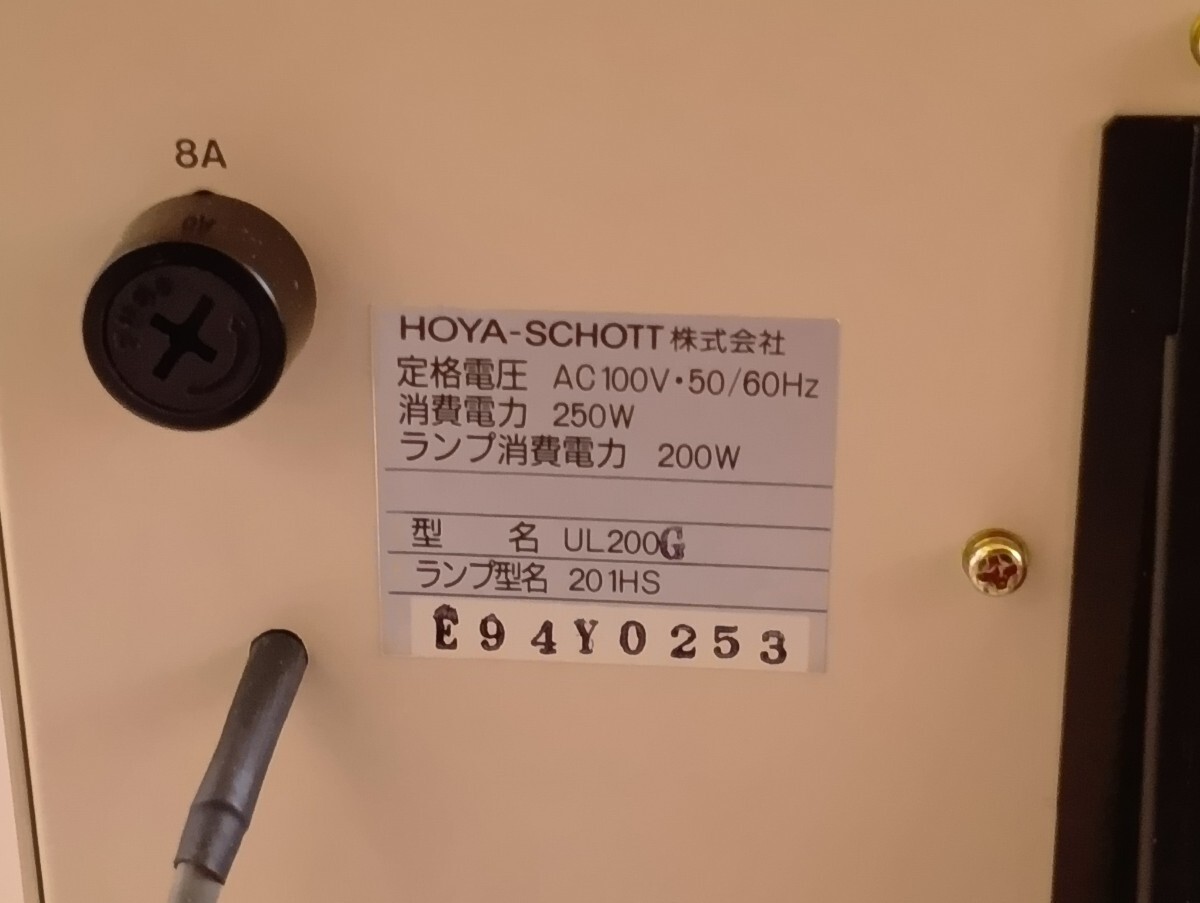 8A
HOYA-SCHOTT 株式会社
定格電圧 AC100V・50/60Hz
消費電力 250W
ランプ消費電力 200W
型 名 UL200G
ランプ型名 201HS
E94Y0253